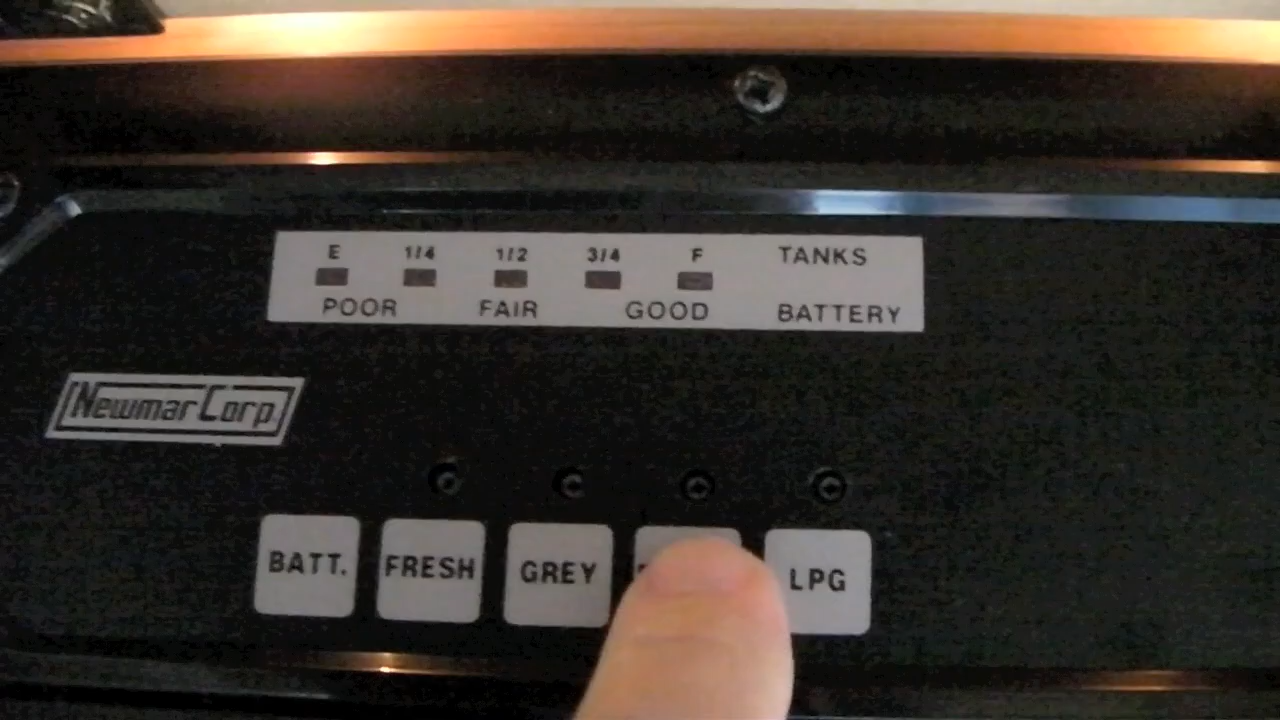 E 1/4 1/2 3/4 F TANKS
POOR FAIR GOOD BATTERY
Newmar Corp.
BATT. FRESH GREY LPG